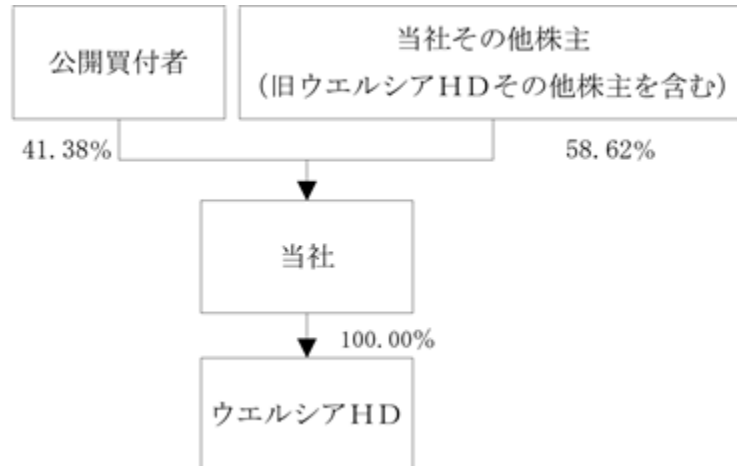 公開買付者
当社その他株主
（旧ウエルシアＨＤその他株主を含む）
41.38%
58.62%
当社
100.00%
ウエルシアＨＤ